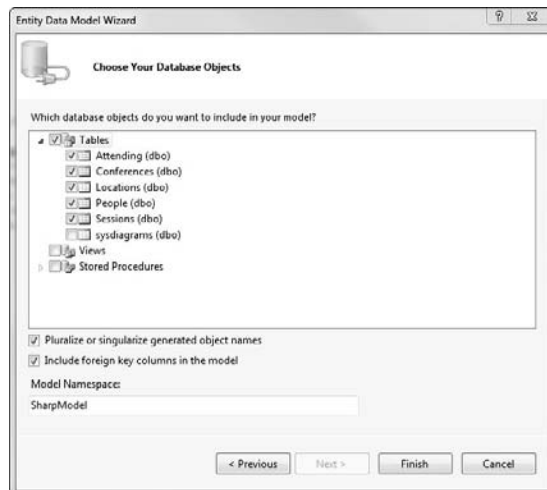 Entity Data Model Wizard
Choose Your Database Objects
Which database objects do you want to include in your model?
Tables
Attending (dbo)
Conferences (dbo)
Locations (dbo)
People (dbo)
Sessions (dbo)
sysdiagrams (dbo)
Views
Stored Procedures
Pluralize or singularize generated object names
Include foreign key columns in the model
Model Namespace:
SharpModel
< Previous Next > Finish Cancel